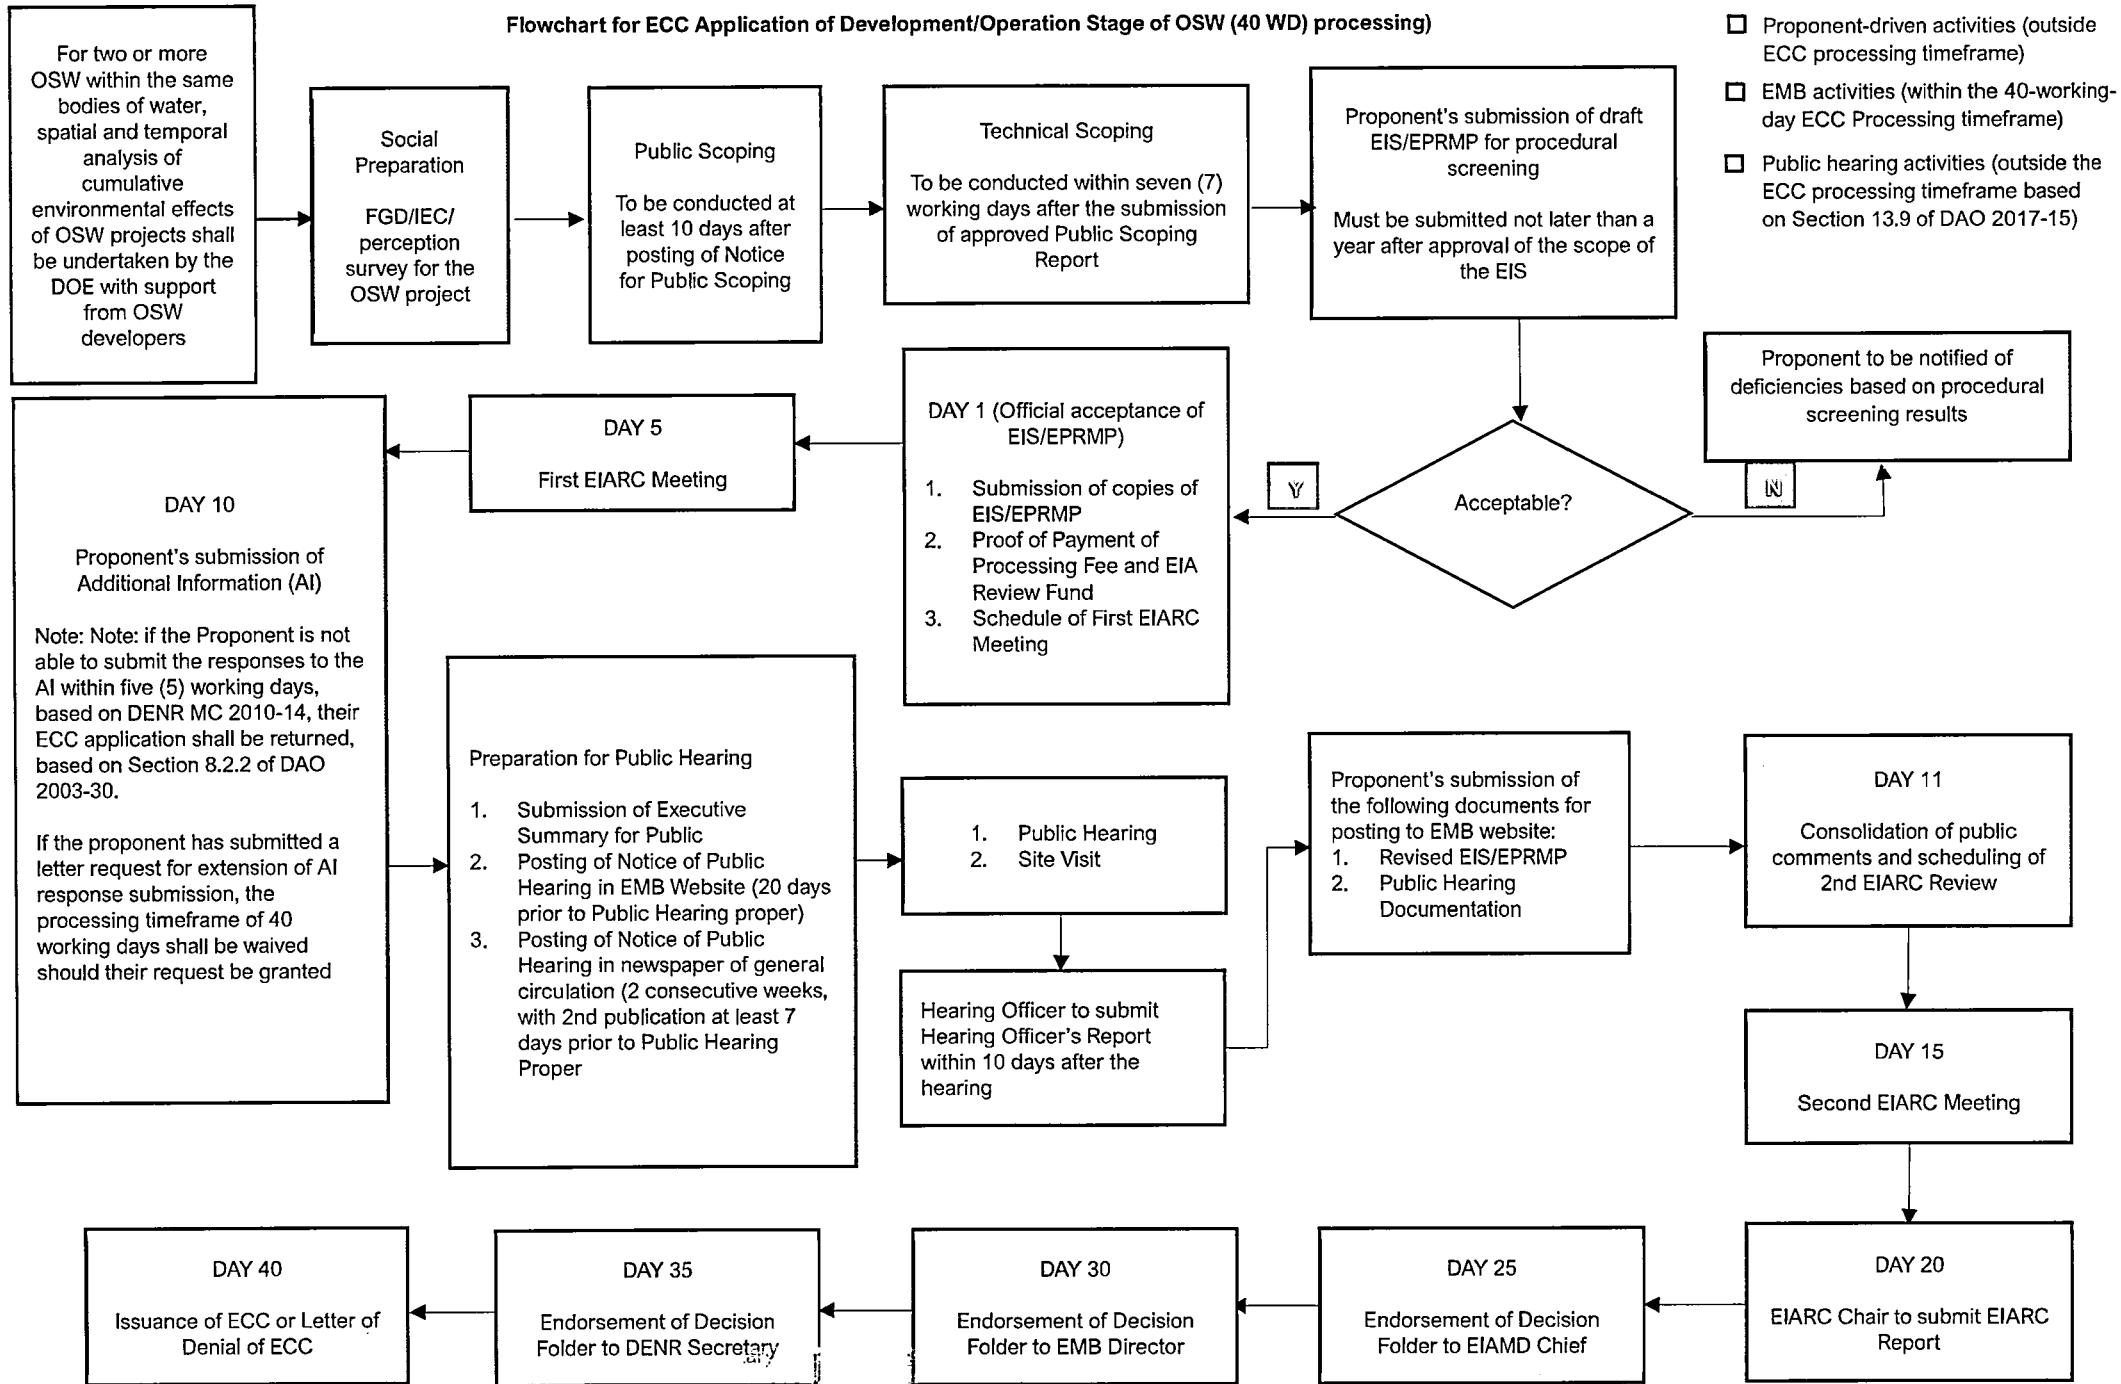 Flowchart for ECC Application of Development/Operation Stage of OSW (40 WD) processing)
Proponent-driven activities (outside
ECC processing timeframe)
EMB activities (within the 40-working-
day ECC Processing timeframe)
Public hearing activities (outside the
ECC processing timeframe based
on Section 13.9 of DAO 2017-15)
For two or more
OSW within the same
bodies of water,
spatial and temporal
analysis of
cumulative
environmental effects
of OSW projects shall
be undertaken by the
DOE with support
from OSW
developers
Social
Preparation
FGD/IEC/
perception
survey for the
OSW project
Public Scoping
To be conducted at
least 10 days after
posting of Notice
for Public Scoping
Technical Scoping
To be conducted within seven (7)
working days after the submission
of approved Public Scoping
Report
Proponent's submission of draft
EIS/EPRMP for procedural
screening
Must be submitted not later than a
year after approval of the scope of
the EIS
Acceptable?
N
Proponent to be notified of
deficiencies based on procedural
screening results
Y
DAY 1 (Official acceptance of
EIS/EPRMP)
1. Submission of copies of
EIS/EPRMP
2. Proof of Payment of
Processing Fee and EIA
Review Fund
3. Schedule of First EIARC
Meeting
DAY 5
First EIARC Meeting
DAY 10
Proponent's submission of
Additional Information (AI)
Note: Note: if the Proponent is not
able to submit the responses to the
AI within five (5) working days,
based on DENR MC 2010-14, their
ECC application shall be returned,
based on Section 8.2.2 of DAO
2003-30.
If the proponent has submitted a
letter request for extension of AI
response submission, the
processing timeframe of 40
working days shall be waived
should their request be granted
Preparation for Public Hearing
1. Submission of Executive
Summary for Public
2. Posting of Notice of Public
Hearing in EMB Website (20 days
prior to Public Hearing proper)
3. Posting of Notice of Public
Hearing in newspaper of general
circulation (2 consecutive weeks,
with 2nd publication at least 7
days prior to Public Hearing
Proper
1. Public Hearing
2. Site Visit
Hearing Officer to submit
Hearing Officer's Report
within 10 days after the
hearing
Proponent's submission of
the following documents for
posting to EMB website:
1. Revised EIS/EPRMP
2. Public Hearing
Documentation
DAY 11
Consolidation of public
comments and scheduling of
2nd EIARC Review
DAY 15
Second EIARC Meeting
DAY 20
EIARC Chair to submit EIARC
Report
DAY 25
Endorsement of Decision
Folder to EIAMD Chief
DAY 30
Endorsement of Decision
Folder to EMB Director
DAY 35
Endorsement of Decision
Folder to DENR Secretary
DAY 40
Issuance of ECC or Letter of
Denial of ECC